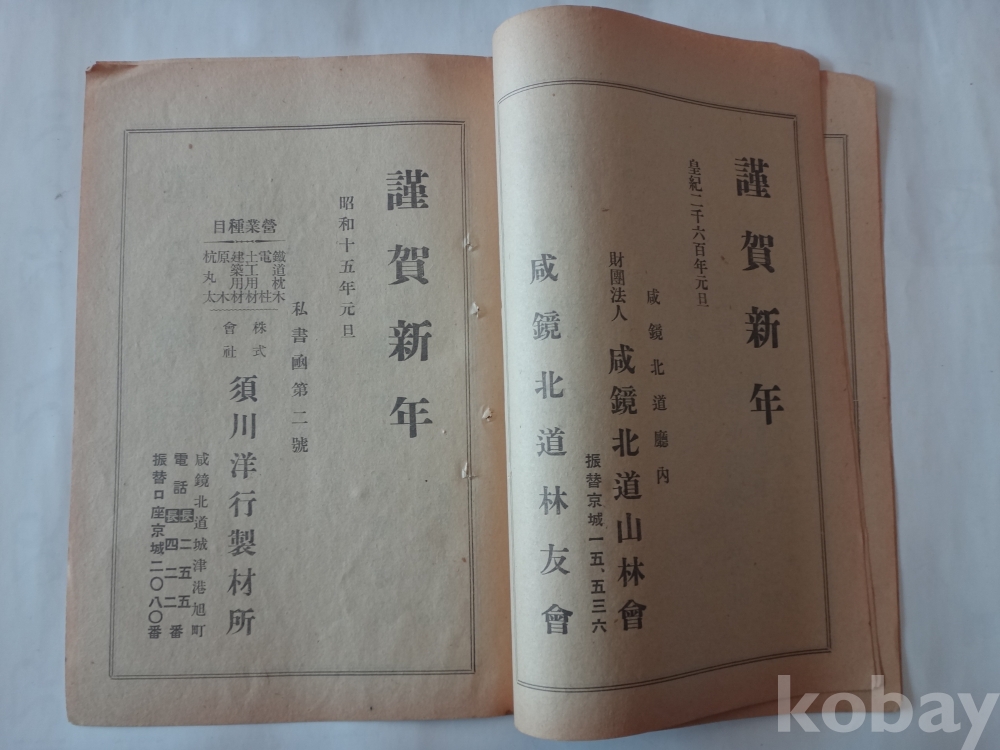 謹賀新年
皇紀二千六百年元旦
咸鏡北道廳內
財團法人 咸鏡北道山林會
振替京城一五、五三六
咸鏡北道林友會
謹賀新年
昭和十五年元旦
私書凾第二號
營業種目
鐵道枕木
電柱
土工用材
建築用材
原木
杭丸太
株式會社 須川洋行製材所
咸鏡北道城津港旭町
電話 長二五五 長四二二番
振替口座京城二〇八〇番
kobay